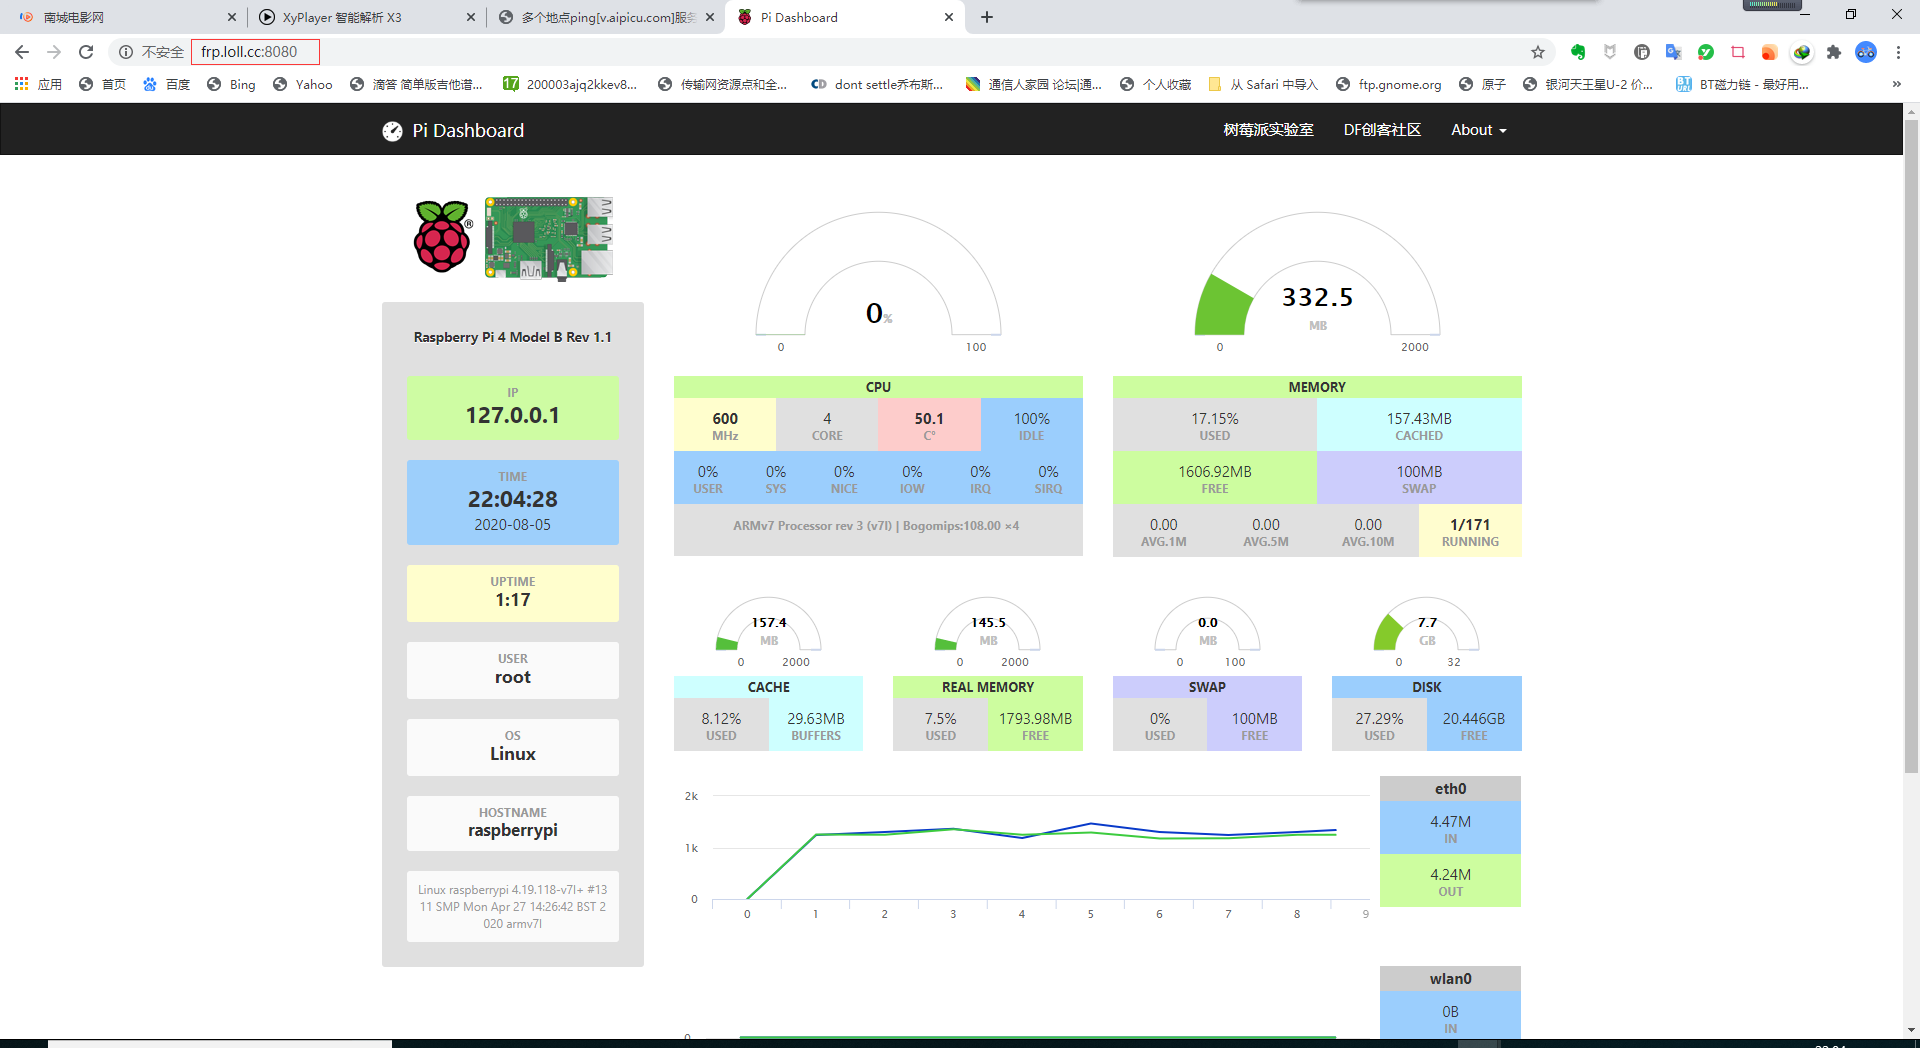 南城电影网
XyPlayer 智能解析 X3
多个地点ping[v.aipicu.com]服务
Pi Dashboard
不安全
frp.loll.cc:8080
应用
首页
百度
Bing
Yahoo
滴答 简单版吉他谱...
17
200003ajq2kkev8...
传输网资源点和全...
CD
dont settle乔布斯...
通信人家园 论坛|通...
个人收藏
从 Safari 中导入
ftp.gnome.org
原子
银河天王星U-2 价...
BT磁力链 - 最好用...
Pi Dashboard
树莓派实验室
DF创客社区
About
Raspberry Pi 4 Model B Rev 1.1
IP
127.0.0.1
TIME
22:04:28
2020-08-05
UPTIME
1:17
USER
root
OS
Linux
HOSTNAME
raspberrypi
Linux raspberrypi 4.19.118-v7l+ #13
11 SMP Mon Apr 27 14:26:42 BST 2
020 armv7l
0%
0 100
CPU
600 MHz
4 CORE
50.1 C°
100% IDLE
0% USER
0% SYS
0% NICE
0% IOW
0% IRQ
0% SIRQ
ARMv7 Processor rev 3 (v7l) | Bogomips:108.00 ×4
332.5
MB
0 2000
MEMORY
17.15% USED
157.43MB CACHED
1606.92MB FREE
100MB SWAP
0.00 AVG.1M
0.00 AVG.5M
0.00 AVG.10M
1/171 RUNNING
157.4
MB
0 2000
CACHE
8.12% USED
29.63MB BUFFERS
145.5
MB
0 2000
REAL MEMORY
7.5% USED
1793.98MB FREE
0.0
MB
0 100
SWAP
0% USED
100MB FREE
7.7
GB
0 32
DISK
27.29% USED
20.446GB FREE
2k
1k
0
0 1 2 3 4 5 6 7 8 9
eth0
4.47M
IN
4.24M
OUT
wlan0
0B
IN